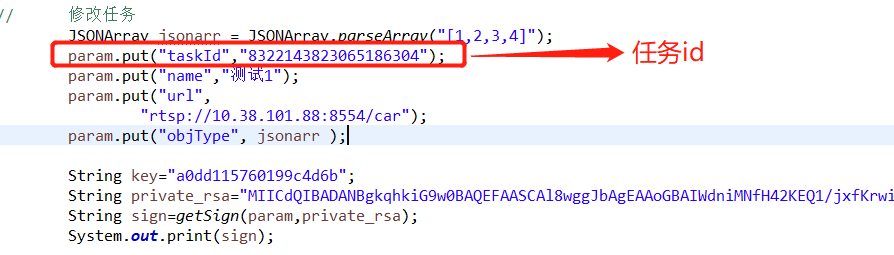 //      修改任务
JSONArray jsonarr = JSONArray.parseArray("[1,2,3,4]");
param.put("taskId","8322143823065186304"); 任务id
param.put("name","测试1");
param.put("url",
"rtsp://10.38.101.88:8554/car");
param.put("objType", jsonarr );
String key="a0dd115760199c4d6b";
String private_rsa="MIICdQIBADANBgkqhkiG9w0BAQEFAASCAl8wggJbAgEAAoGBAIWdniMNfH42KEQ1/jxfKrwi
String sign=getSign(param,private_rsa);
System.out.print(sign);